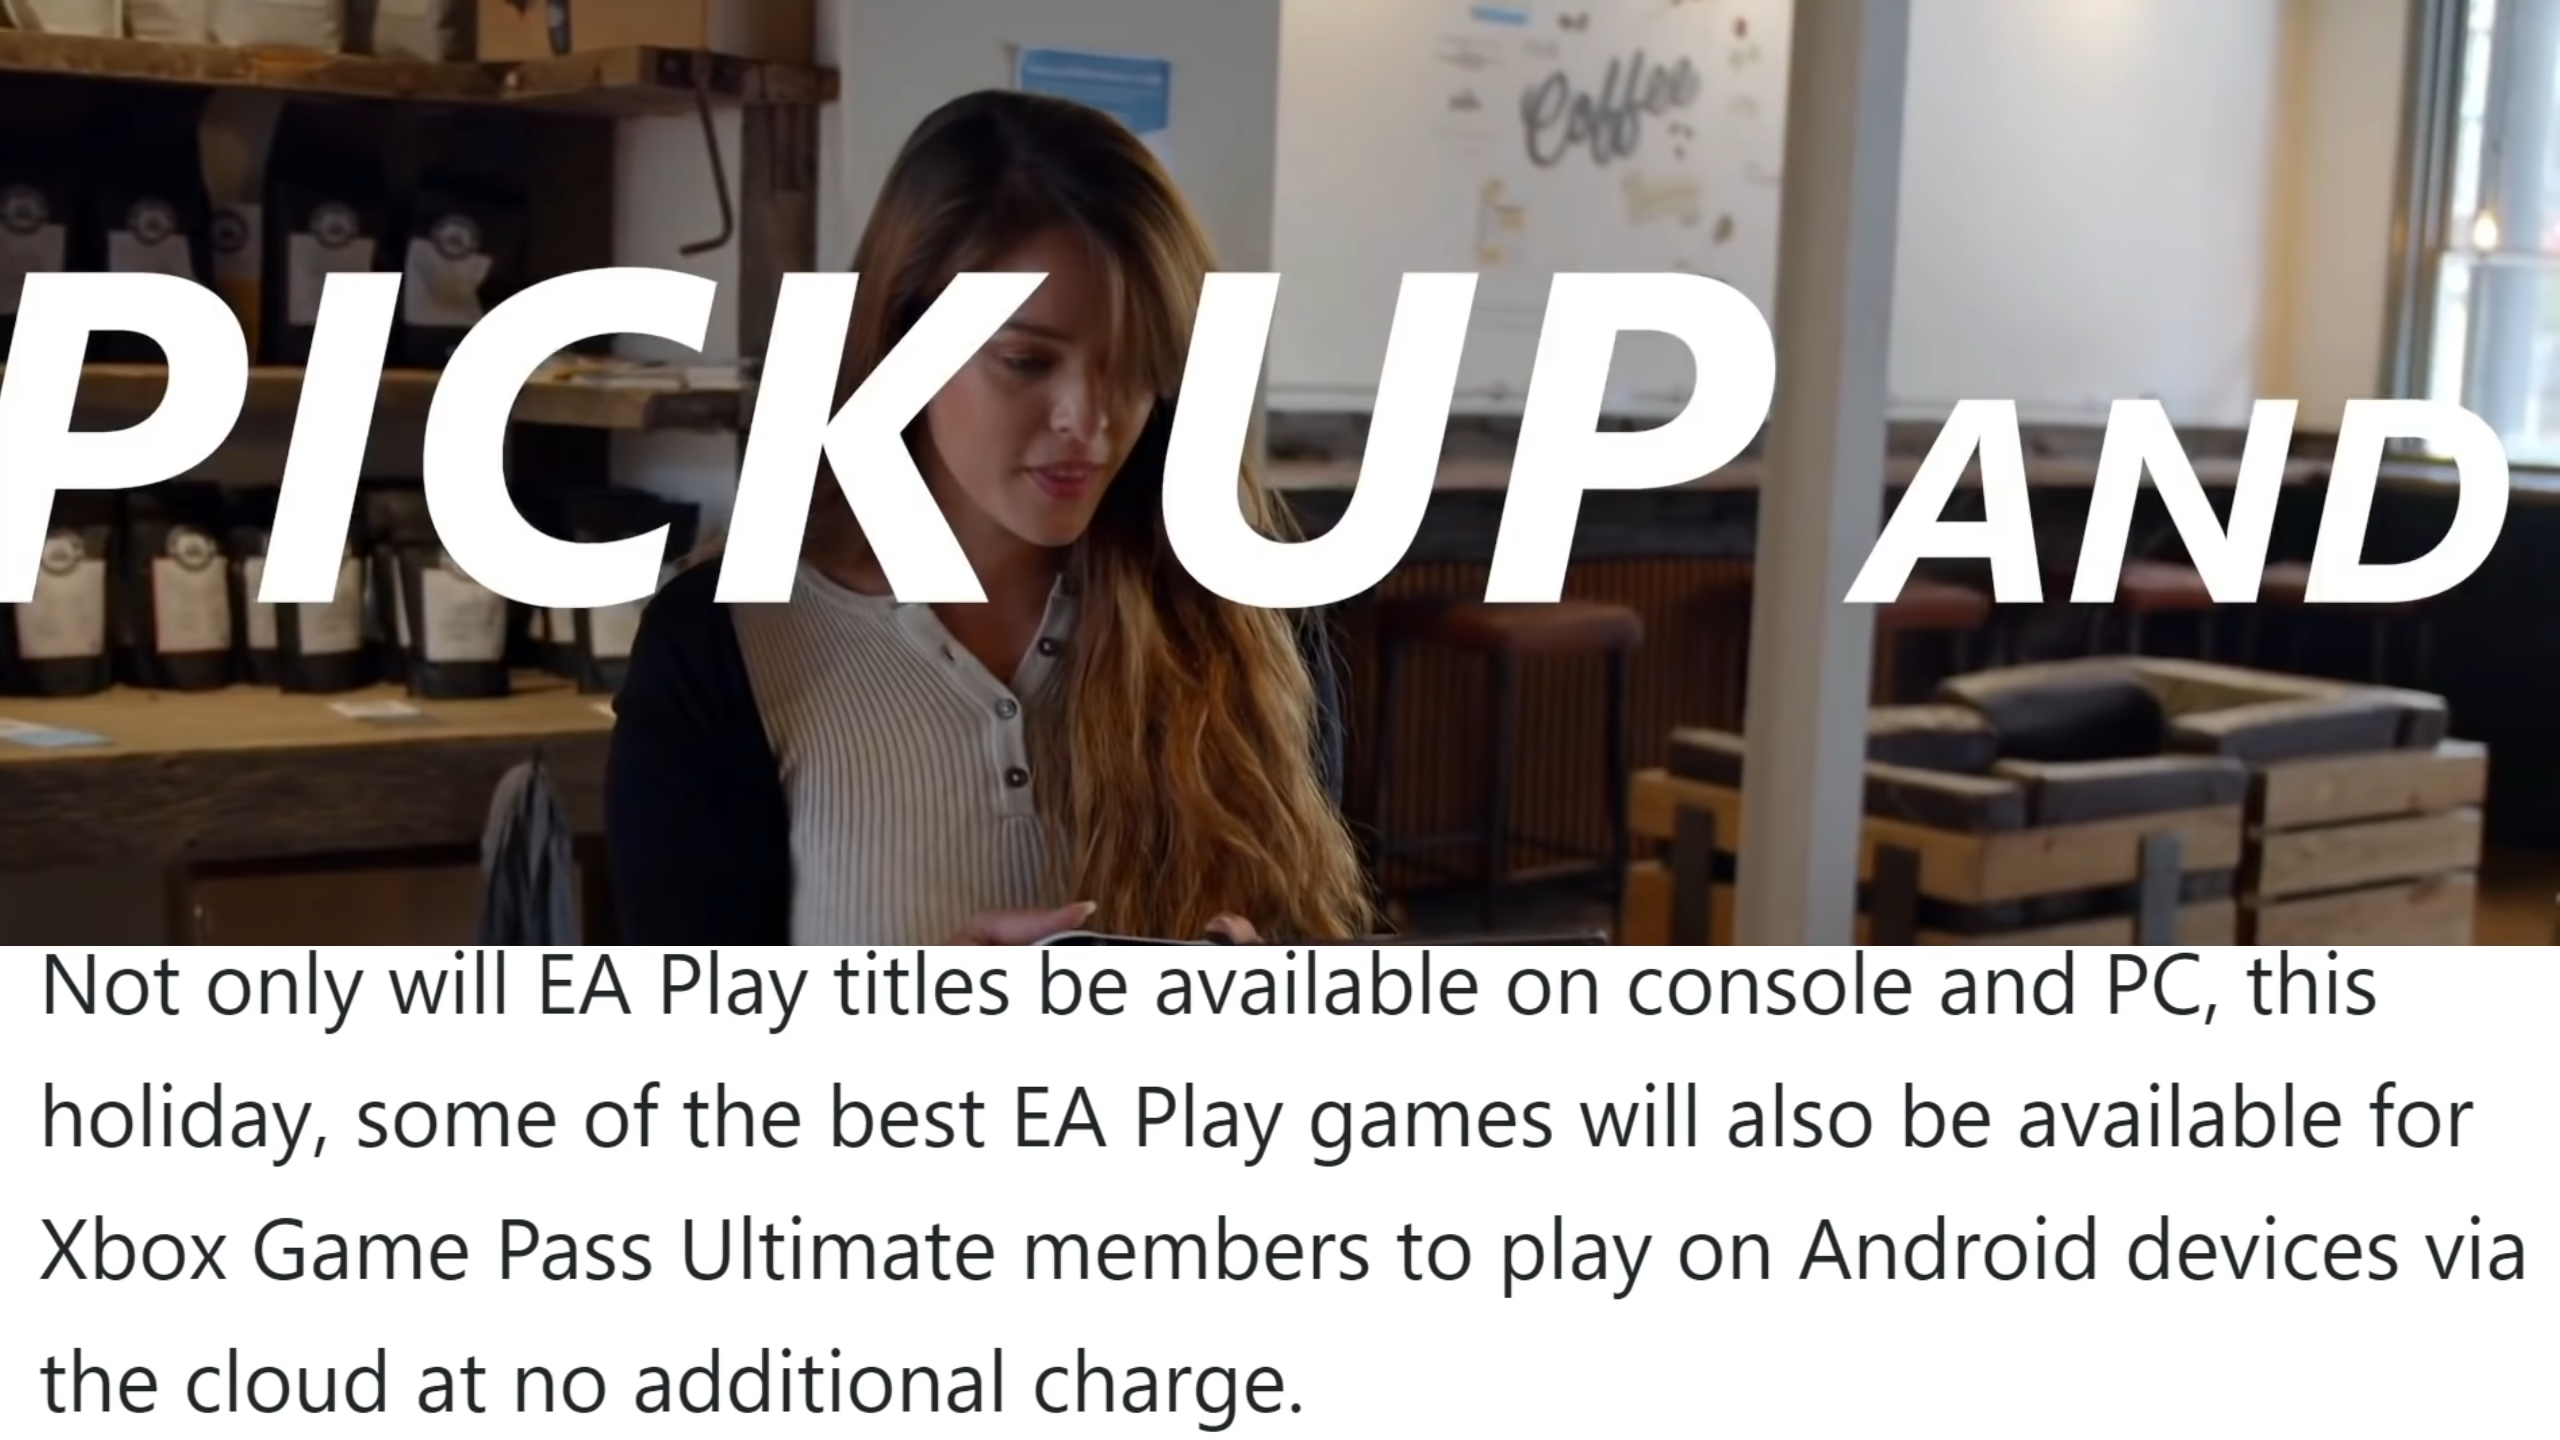 Coffee
PICK UP AND
Not only will EA Play titles be available on console and PC, this
holiday, some of the best EA Play games will also be available for
Xbox Game Pass Ultimate members to play on Android devices via
the cloud at no additional charge.